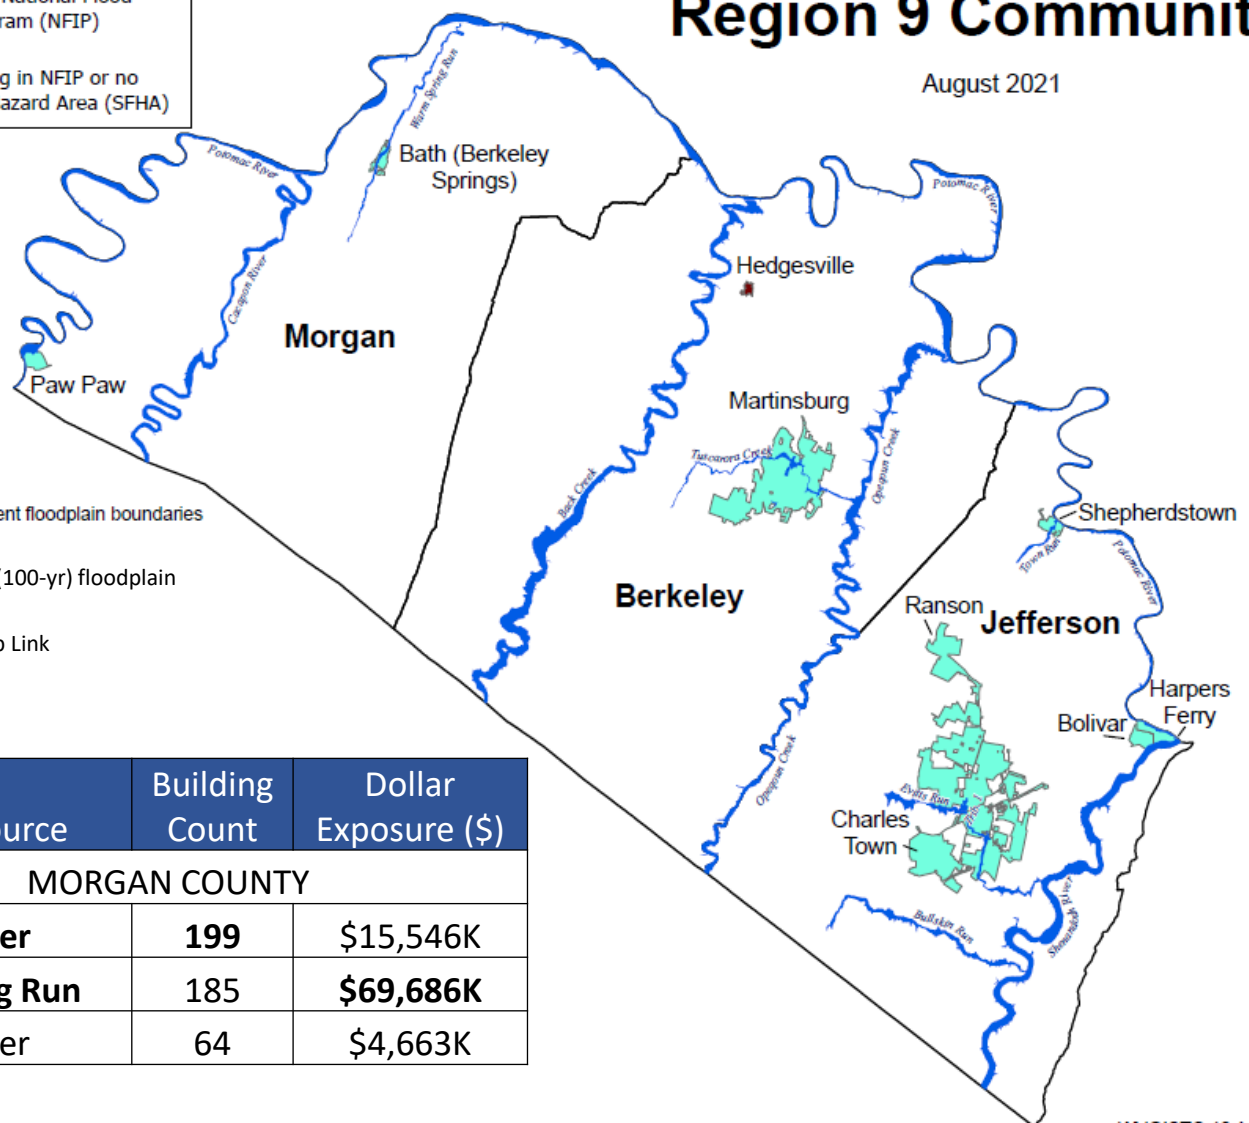 National Flood
ram (NFIP)
g in NFIP or no
azard Area (SFHA)
Region 9 Communit
August 2021
Warm Spring Run
Potomac River
Bath (Berkeley
Springs)
Potomac River
Hedgesville
Cacapon River
Morgan
Paw Paw
Martinsburg
Tuscarora Creek
Opequon Creek
Back Creek
ent floodplain boundaries
Shepherdstown
Town Run
Potomac River
(100-yr) floodplain
Berkeley
Ranson
Jefferson
p Link
Harpers
Ferry
Bolivar
Opequon Creek
Evitts Run
Charles
Town
Bullskin Run
Shenandoah River
ource Building Count Dollar Exposure ($)
MORGAN COUNTY
er 199 $15,546K
g Run 185 $69,686K
er 64 $4,663K